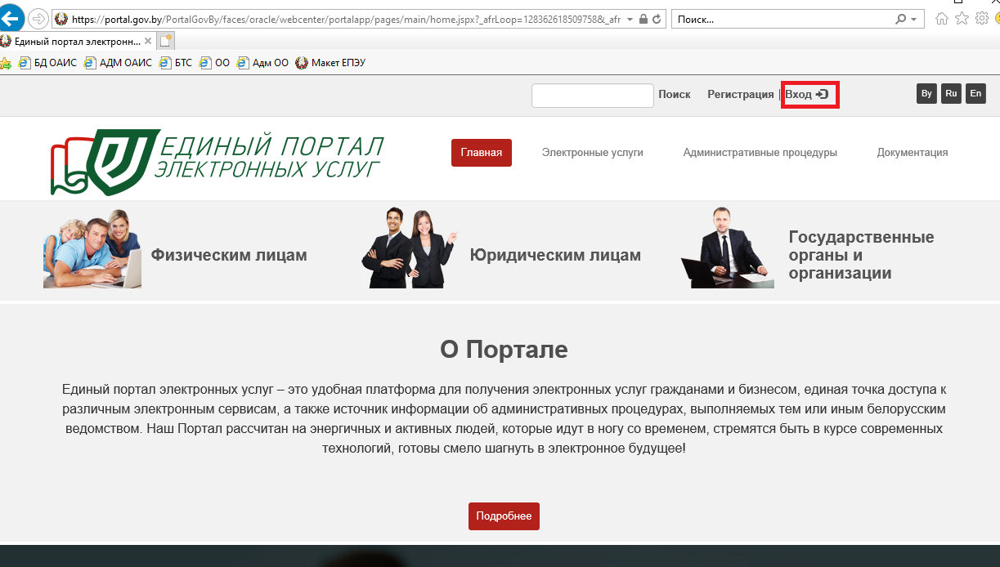 https://portal.gov.by/PortalGovBy/faces/oracle/webcenter/portalapp/pages/main/home.jspx?_afrLoop=128362618509758&_afr
Поиск...
Единый портал электронн...
БД ОАИС АДМ ОАИС БТС ОО Адм ОО Макет ЕПЭУ
Поиск Регистрация | Вход By Ru En
ЕДИНЫЙ ПОРТАЛ
ЭЛЕКТРОННЫХ УСЛУГ
Главная Электронные услуги Административные процедуры Документация
Физическим лицам
Юридическим лицам
Государственные
органы и
организации
О Портале
Единый портал электронных услуг – это удобная платформа для получения электронных услуг гражданами и бизнесом, единая точка доступа к
различным электронным сервисам, а также источник информации об административных процедурах, выполняемых тем или иным белорусским
ведомством. Наш Портал рассчитан на энергичных и активных людей, которые идут в ногу со временем, стремятся быть в курсе современных
технологий, готовы смело шагнуть в электронное будущее!
Подробнее